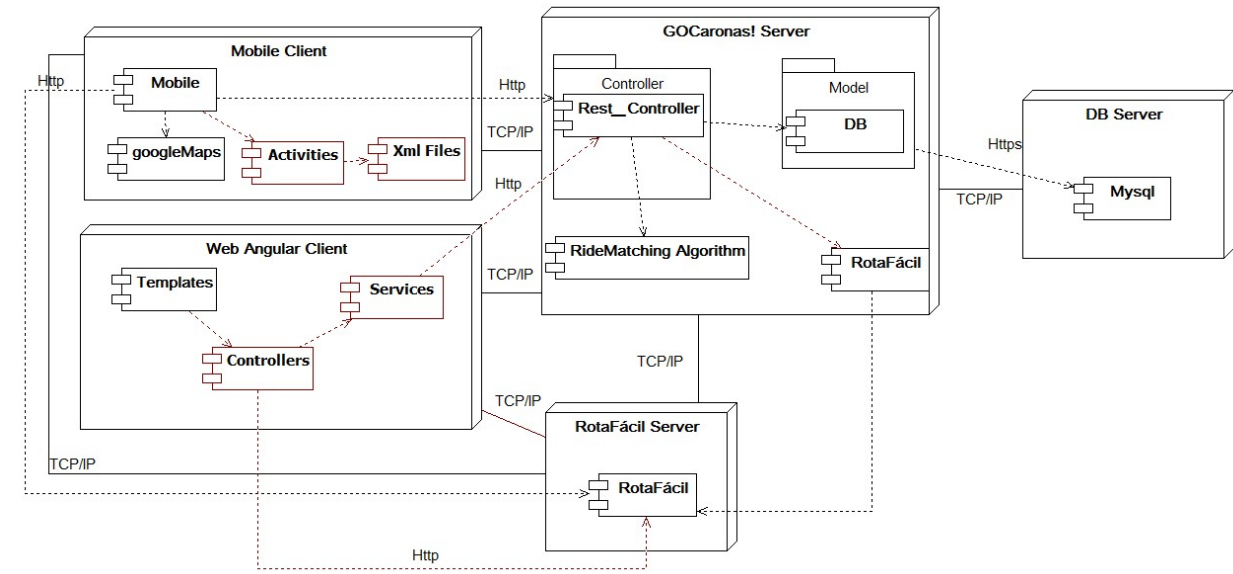 GOCaronas! Server
Mobile Client
Http
Mobile
Http
Controller
Rest__Controller
Model
DB
DB Server
TCP/IP
googleMaps
Activities
Xml Files
Https
Http
Mysql
TCP/IP
Web Angular Client
RideMatching Algorithm
RotaFácil
Templates
Services
TCP/IP
Controllers
TCP/IP
TCP/IP
RotaFácil Server
TCP/IP
RotaFácil
Http